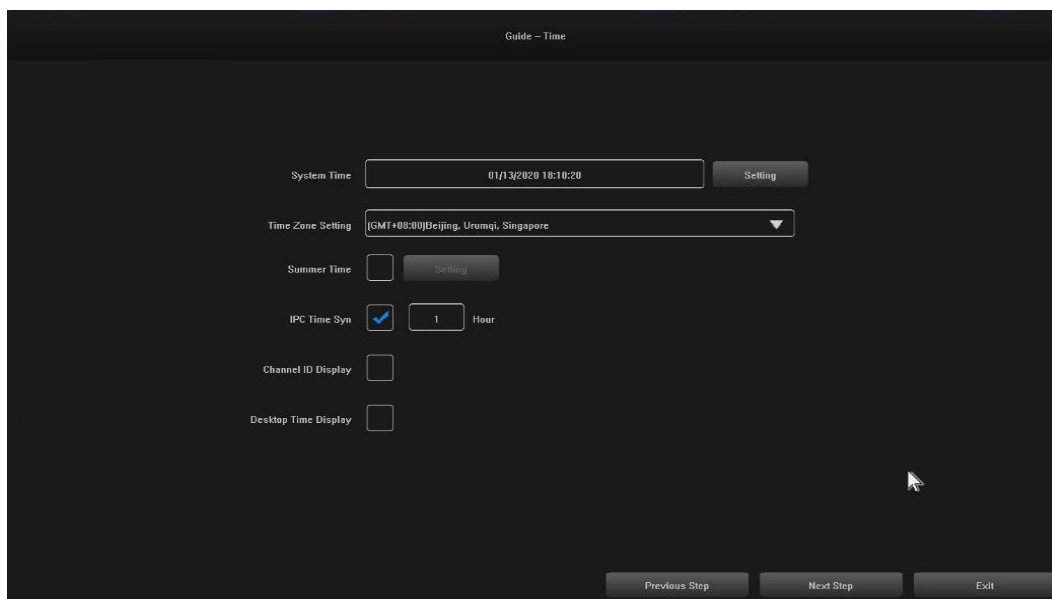 Guide – Time
System Time 01/13/2020 18:10:20 Setting
Time Zone Setting (GMT+08:00)Beijing, Urumqi, Singapore
Summer Time Setting
IPC Time Syn 1 Hour
Channel ID Display
Desktop Time Display
Previous Step Next Step Exit